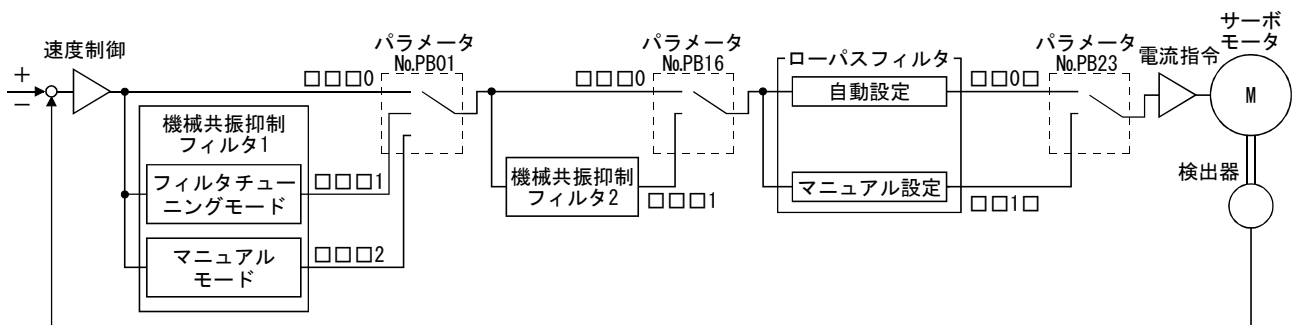 速度制御
+
−
パラメータ
No.PB01
□□□0
機械共振抑制
フィルタ1
フィルタチュー
ニングモード
□□□1
マニュアル
モード
□□□2
パラメータ
No.PB16
□□□0
機械共振抑制
フィルタ2
□□□1
ローパスフィルタ
自動設定
□□0□
マニュアル設定
□□1□
パラメータ
No.PB23
電流指令
サーボ
モータ
M
検出器